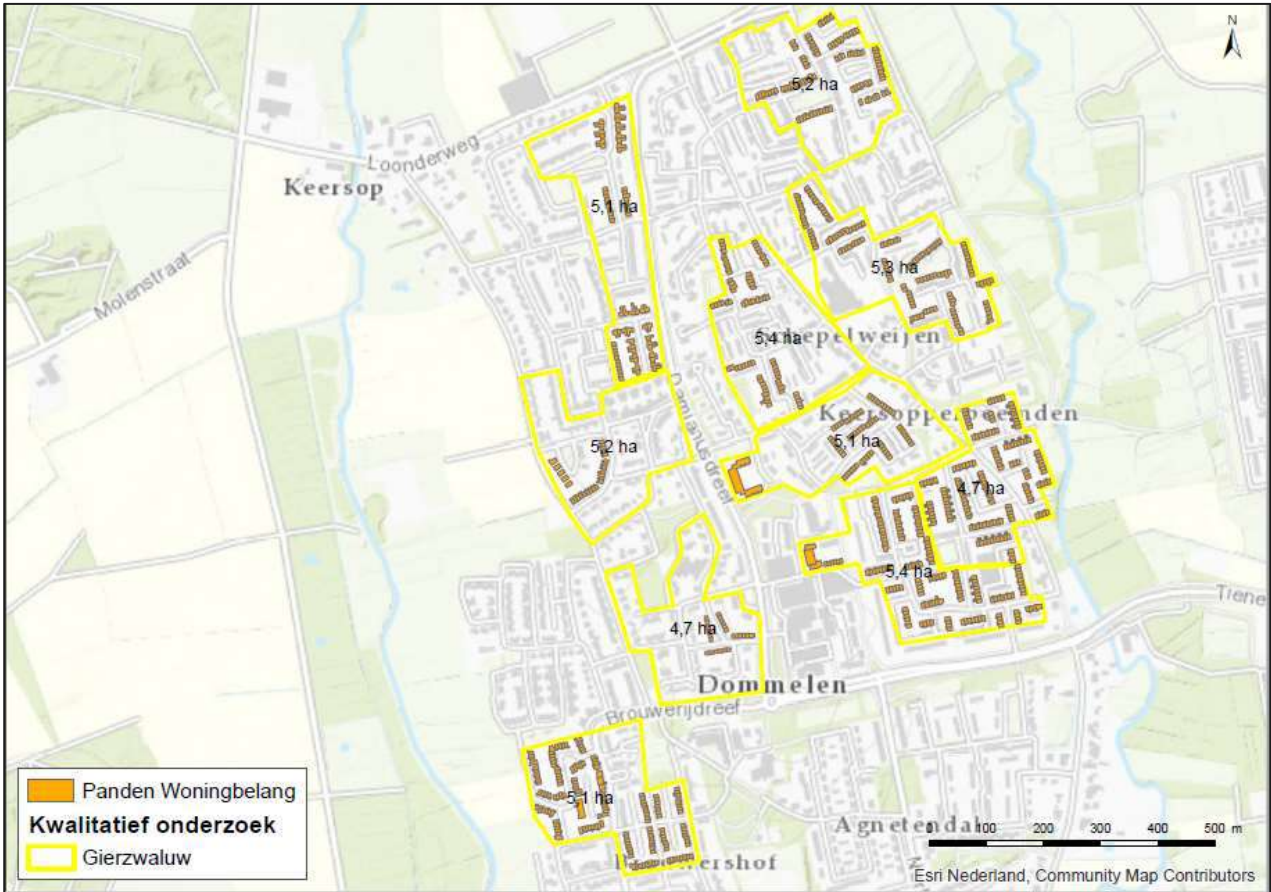 N
5,2 ha
Loonderweg
Keersop
5,1 ha
Molenstraat
5,3 ha
5,4 ha
Keersoppe
5,1 ha
5,2 ha
Damianusdreef
4,7 ha
5,4 ha
Tiene
4,7 ha
Dommelen
Brouwerijdreef
5,1 ha
Panden Woningbelang
Kwalitatief onderzoek
Gierzwaluw
Agnetendal
0 100 200 300 400 500 m
Esri Nederland, Community Map Contributors